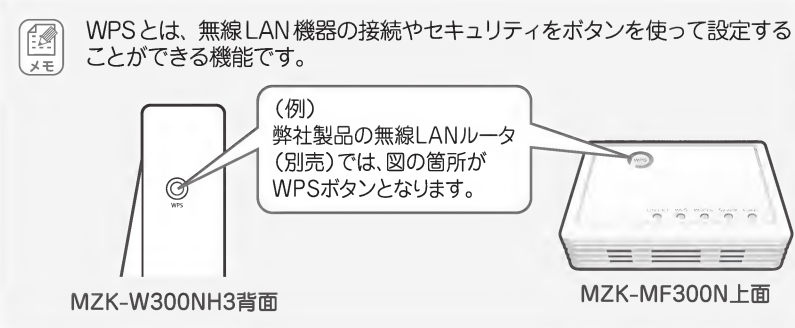 WPSとは、無線LAN機器の接続やセキュリティをボタンを使って設定する
ことができる機能です。
メモ
（例）
弊社製品の無線LANルータ
（別売）では、図の箇所が
WPSボタンとなります。
WPS
WPS
MZK-W300NH3背面
MZK-MF300N上面